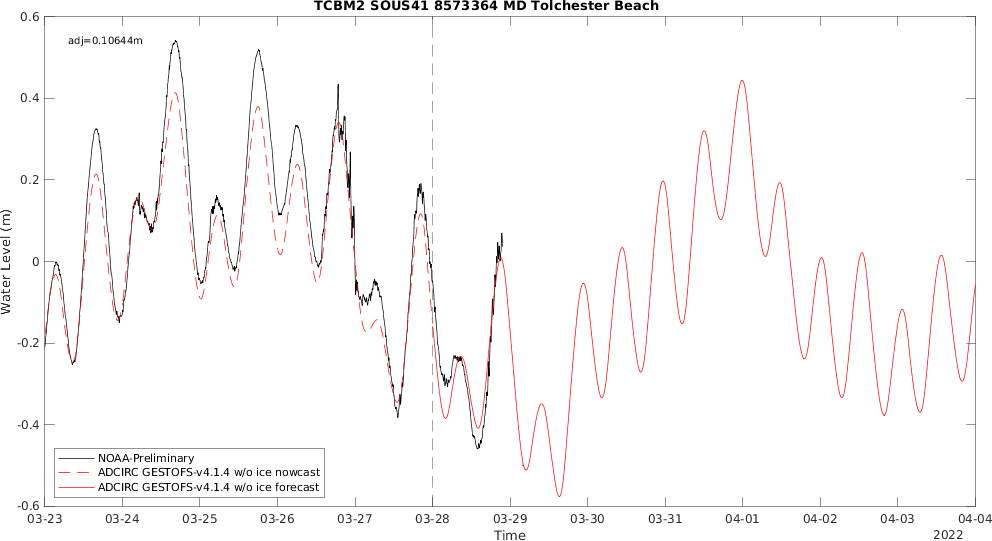 TCBM2 SOUS41 8573364 MD Tolchester Beach
adj=0.10644m
0.6
0.4
0.2
0
-0.2
-0.4
-0.6
Water Level (m)
NOAA-Preliminary
ADCIRC GESTOFS-v4.1.4 w/o ice nowcast
ADCIRC GESTOFS-v4.1.4 w/o ice forecast
03-23 03-24 03-25 03-26 03-27 03-28 03-29 03-30 03-31 04-01 04-02 04-03 04-04
Time
2022